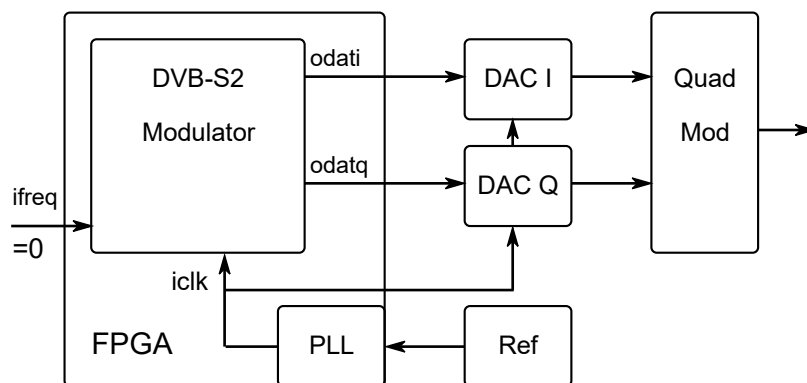 DVB-S2
Modulator
odati
odatq
DAC I
DAC Q
Quad
Mod
ifreq
=0
iclk
FPGA
PLL
Ref